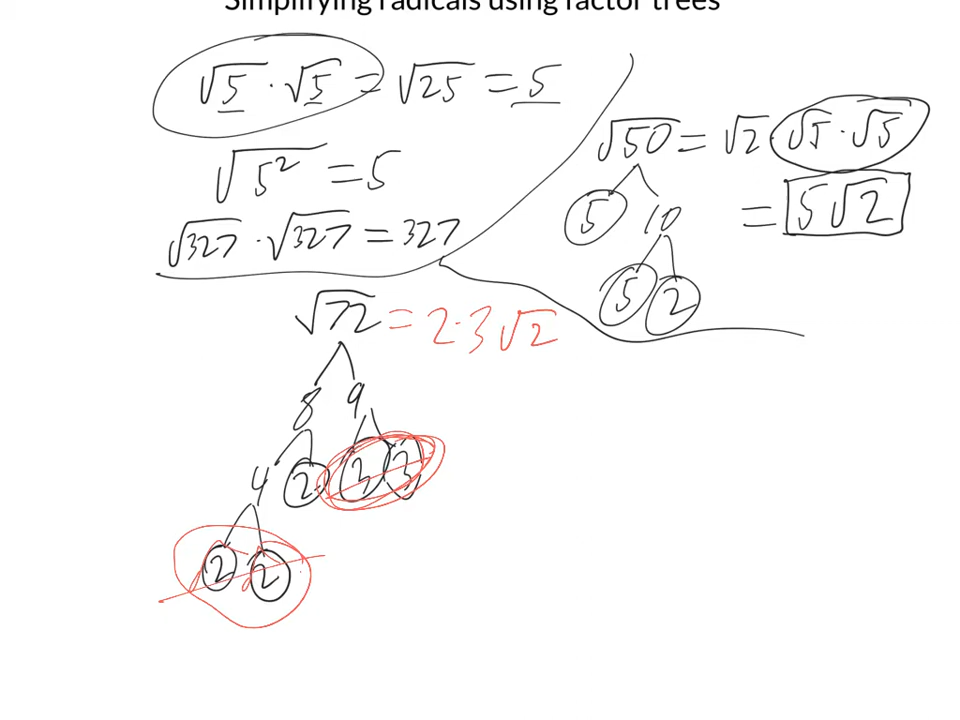 Simplifying radicals using factor trees
√5 · √5 = √25 = 5
√5² = 5
√327 · √327 = 327
√50 = √2 √5 · √5
5 10
= 5√2
5 2
√72 = 2·3√2
8 9
4 2 3 3
2 2